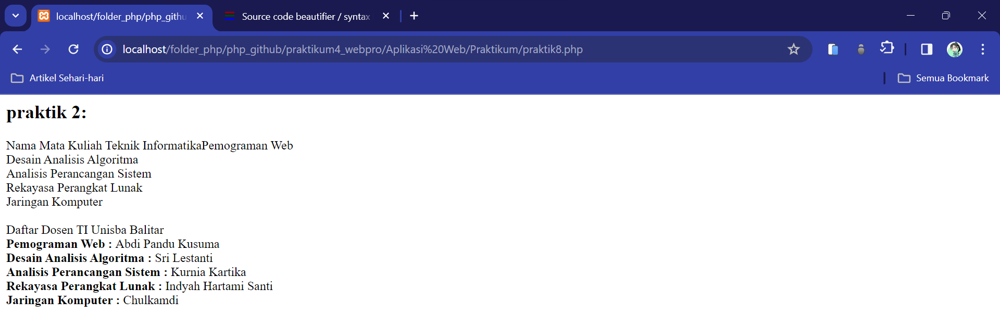 localhost/folder_php/php_githu
Source code beautifier / syntax
localhost/folder_php/php_github/praktikum4_webpro/Aplikasi%20Web/Praktikum/praktik8.php
Artikel Sehari-hari
Semua Bookmark
praktik 2:
Nama Mata Kuliah Teknik InformatikaPemograman Web
Desain Analisis Algoritma
Analisis Perancangan Sistem
Rekayasa Perangkat Lunak
Jaringan Komputer
Daftar Dosen TI Unisba Balitar
Pemograman Web : Abdi Pandu Kusuma
Desain Analisis Algoritma : Sri Lestanti
Analisis Perancangan Sistem : Kurnia Kartika
Rekayasa Perangkat Lunak : Indyah Hartami Santi
Jaringan Komputer : Chulkamdi